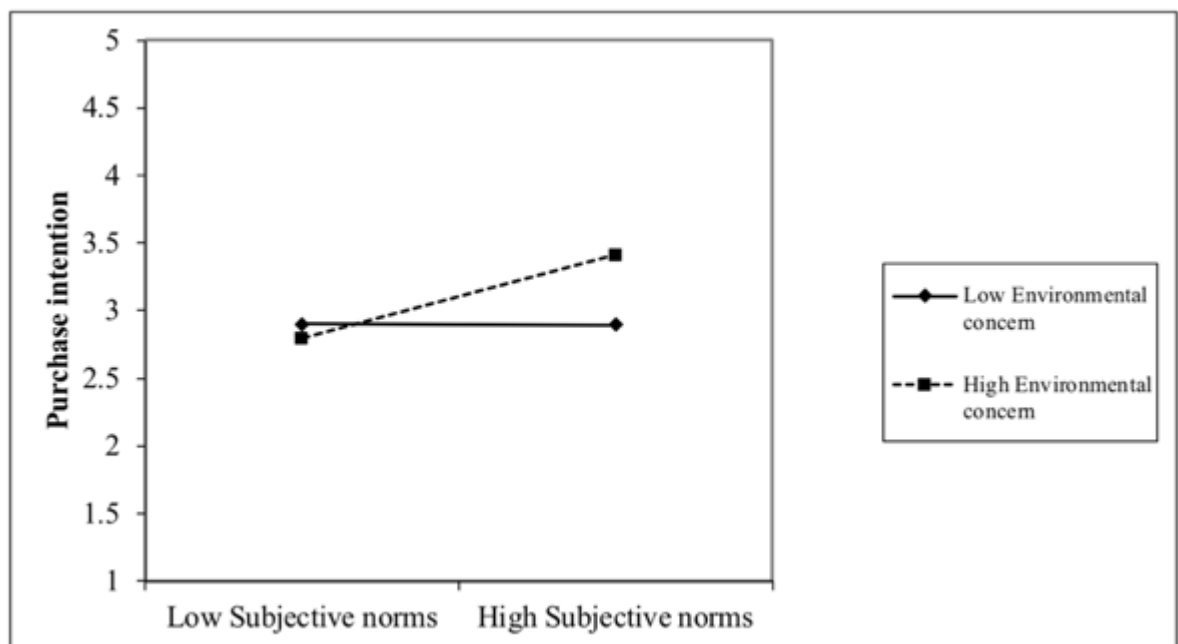 5
4.5
4
3.5
3
2.5
2
1.5
1
Purchase intention
Low Subjective norms
High Subjective norms
Low Environmental
concern
High Environmental
concern